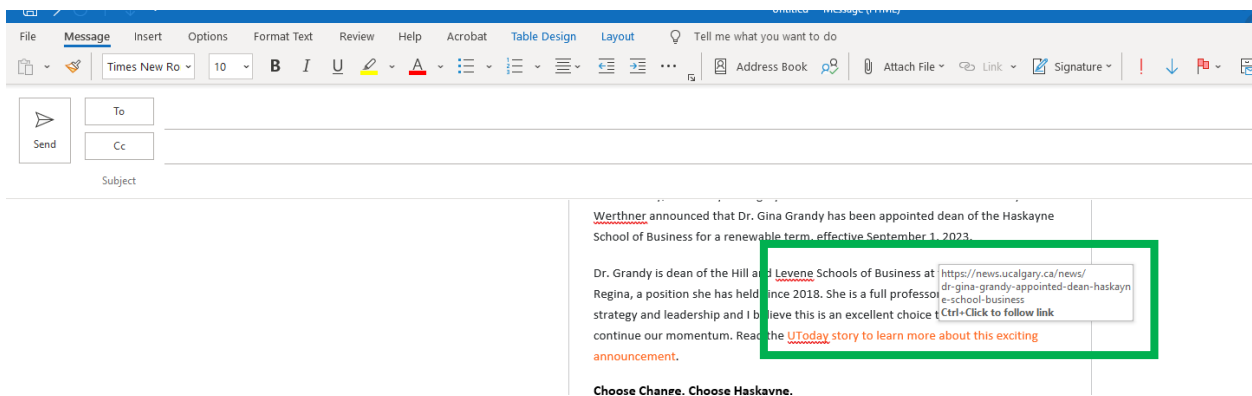 Untitled - Message (HTML)
File Message Insert Options Format Text Review Help Acrobat Table Design Layout Tell me what you want to do
Times New Ro 10 B I U A Address Book Attach File Link Signature
Send
To
Cc
Subject
Werthner announced that Dr. Gina Grandy has been appointed dean of the Haskayne
School of Business for a renewable term, effective September 1, 2023.
Dr. Grandy is dean of the Hill and Levene Schools of Business at
Regina, a position she has held since 2018. She is a full professor
strategy and leadership and I believe this is an excellent choice
continue our momentum. Read the UToday story to learn more about this exciting
announcement.
https://news.ucalgary.ca/news/
dr-gina-grandy-appointed-dean-haskayn
e-school-business
Ctrl+Click to follow link
Choose Change. Choose Haskayne.